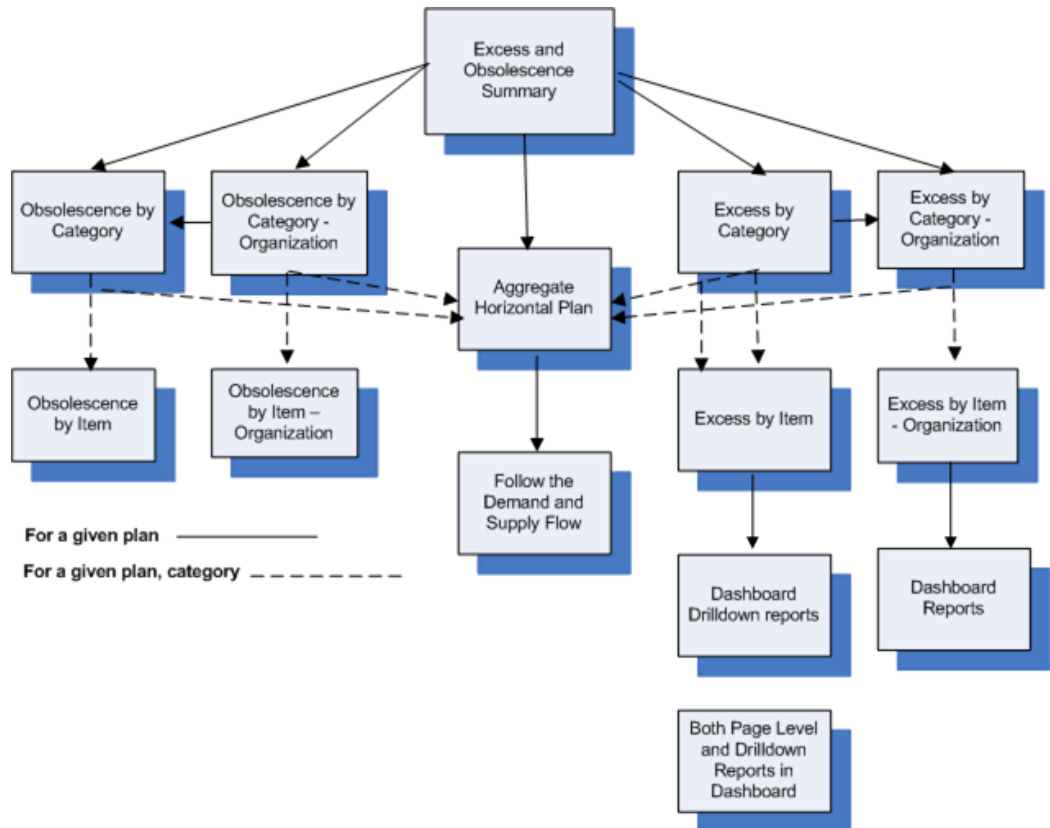 Excess and
Obsolescence
Summary
Obsolescence by
Category
Obsolescence by
Category -
Organization
Excess by
Category
Excess by
Category -
Organization
Aggregate
Horizontal Plan
Obsolescence
by Item
Obsolescence
by Item –
Organization
Excess by Item
Excess by Item
- Organization
Follow the
Demand and
Supply Flow
For a given plan
For a given plan, category
Dashboard
Drilldown reports
Dashboard
Reports
Both Page Level
and Drilldown
Reports in
Dashboard